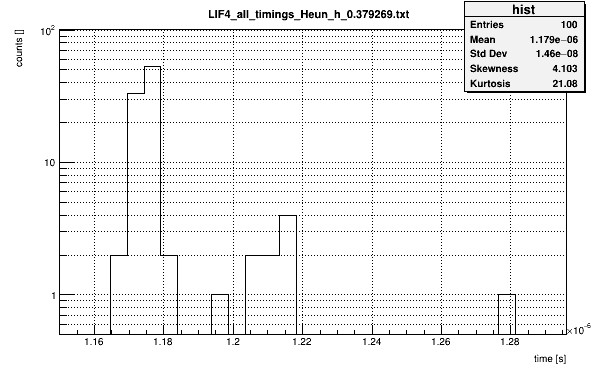 LIF4_all_timings_Heun_h_0.379269.txt
hist
Entries 100
Mean 1.179e−06
Std Dev 1.46e−08
Skewness 4.103
Kurtosis 21.08
counts []
10²
10
1
1.16 1.18 1.2 1.22 1.24 1.26 1.28
×10⁻⁶
time [s]